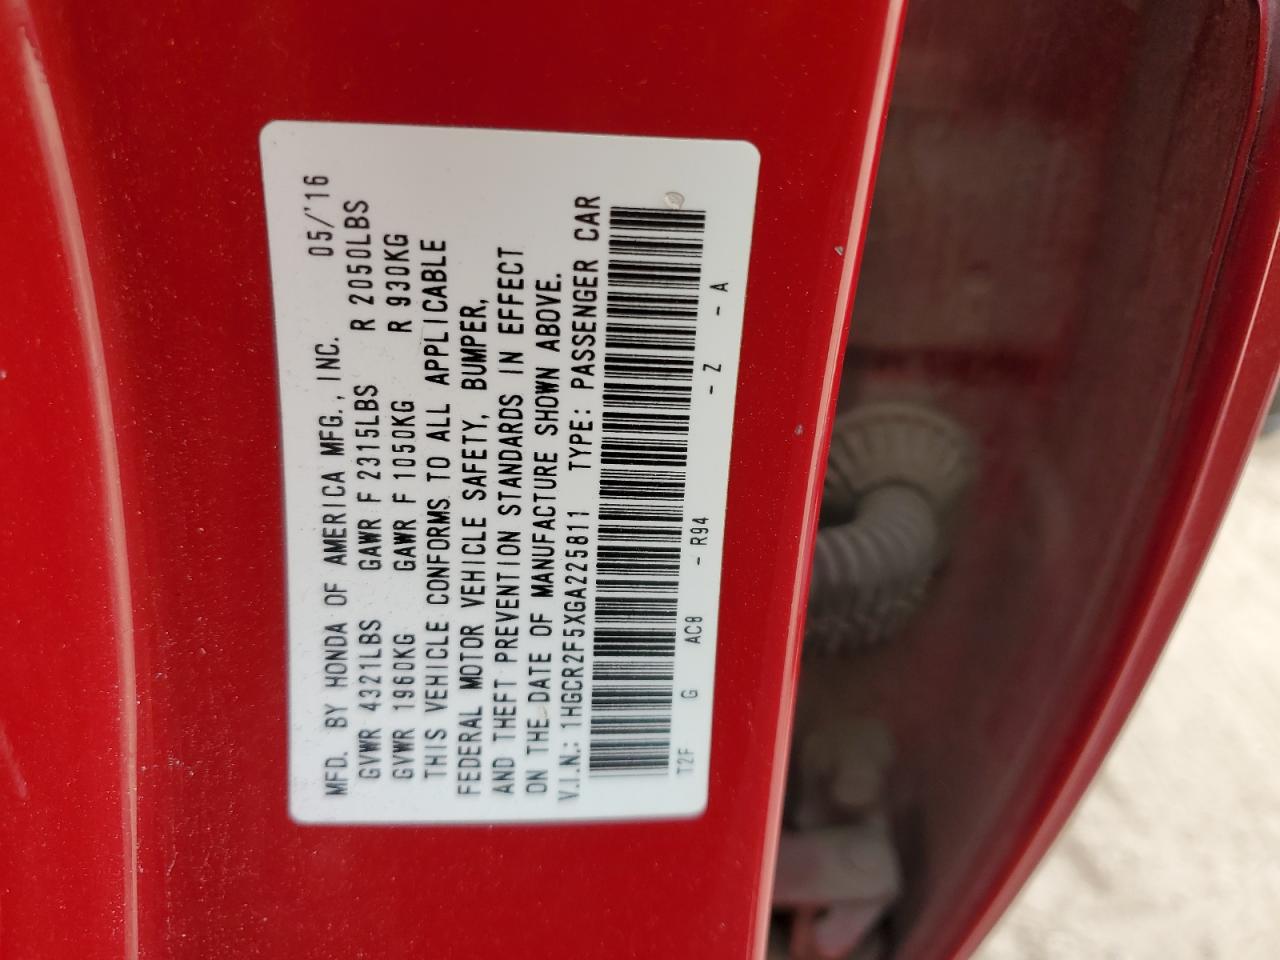 MFD. BY HONDA OF AMERICA MFG., INC. 05/'16
GVWR 4321LBS GAWR F 2315LBS R 2050LBS
GVWR 1960KG GAWR F 1050KG R 930KG
THIS VEHICLE CONFORMS TO ALL APPLICABLE
FEDERAL MOTOR VEHICLE SAFETY, BUMPER,
AND THEFT PREVENTION STANDARDS IN EFFECT
ON THE DATE OF MANUFACTURE SHOWN ABOVE.
V.I.N.: 1HGCR2F5XGA225811 TYPE: PASSENGER CAR
T2F G AC8 - R94 - Z - A